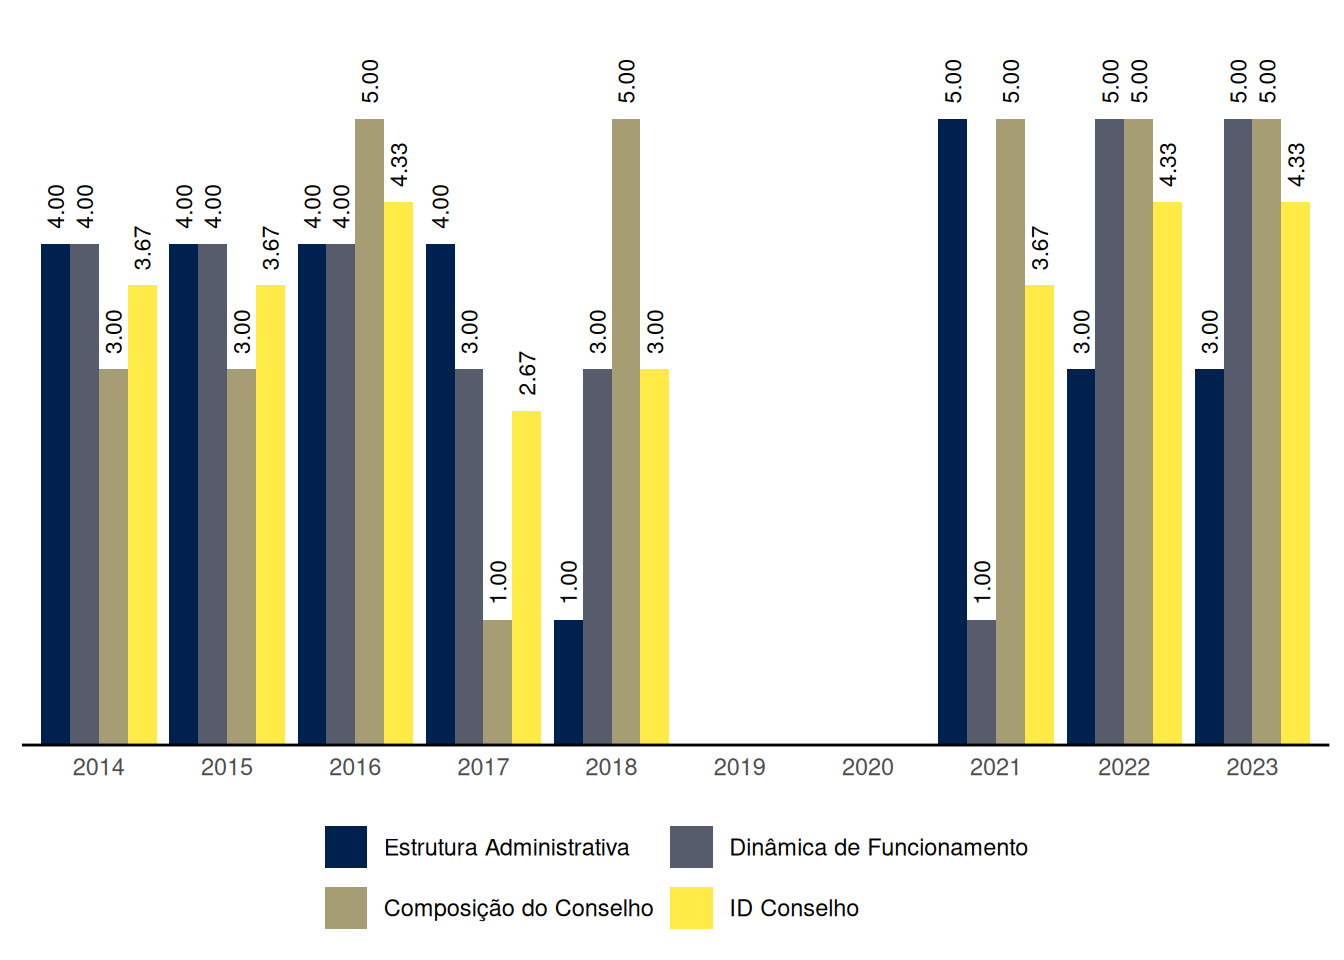 4.00 4.00 3.00 3.67 4.00 4.00 3.00 3.67 4.00 4.00 5.00 4.33 4.00 3.00 1.00 2.67 1.00 3.00 5.00 3.00 5.00 1.00 5.00 3.67 3.00 5.00 5.00 4.33 3.00 5.00 5.00 4.33
2014 2015 2016 2017 2018 2019 2020 2021 2022 2023
Estrutura Administrativa Dinâmica de Funcionamento
Composição do Conselho ID Conselho